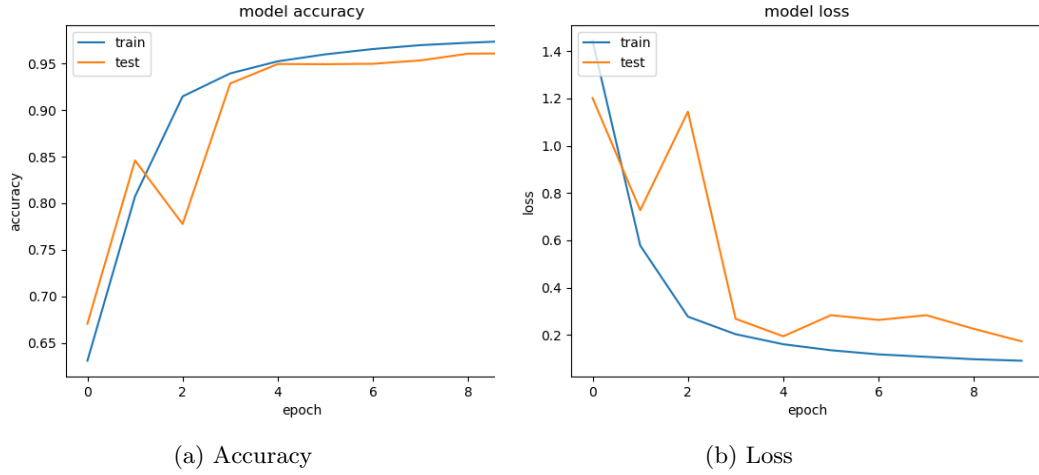 model accuracy
train
test
0.95
0.90
0.85
0.80
0.75
0.70
0.65
accuracy
0 2 4 6 8
epoch
(a) Accuracy
model loss
train
test
1.4
1.2
1.0
0.8
0.6
0.4
0.2
loss
0 2 4 6 8
epoch
(b) Loss